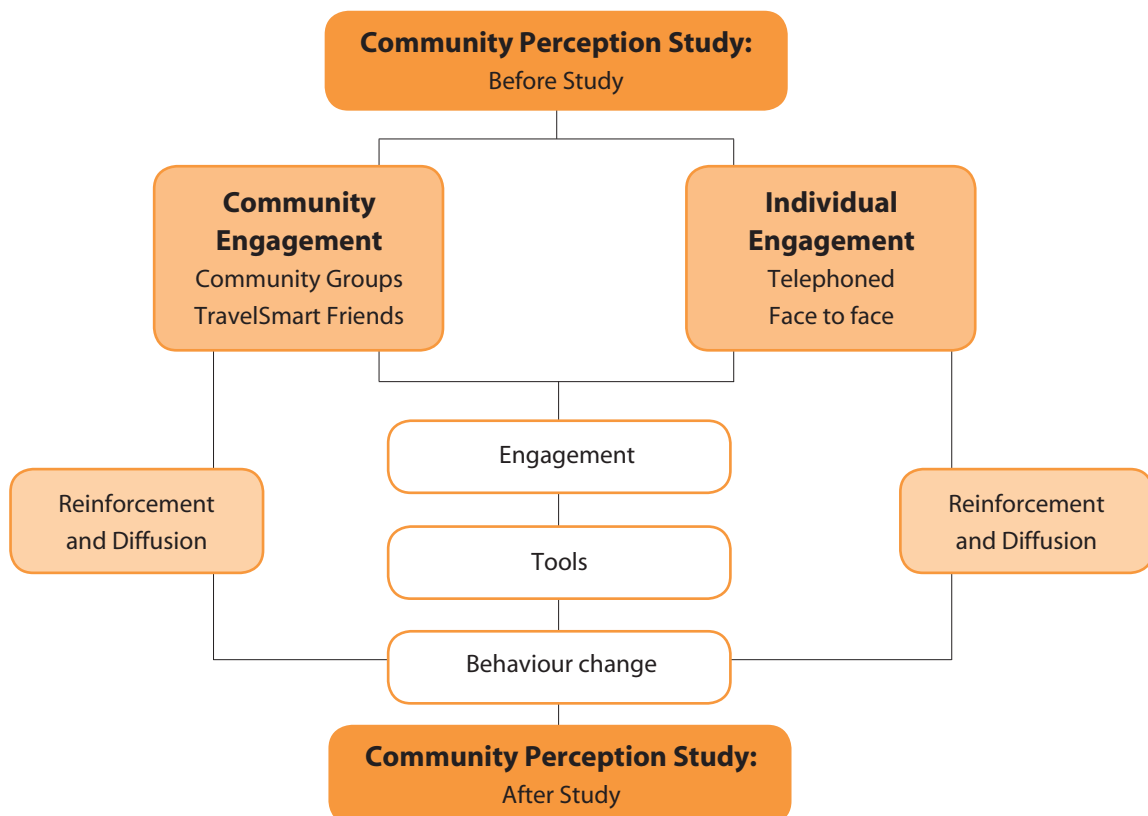 Community Perception Study:
Before Study
Community
Engagement
Community Groups
TravelSmart Friends
Individual
Engagement
Telephoned
Face to face
Engagement
Reinforcement
and Diffusion
Tools
Reinforcement
and Diffusion
Behaviour change
Community Perception Study:
After Study